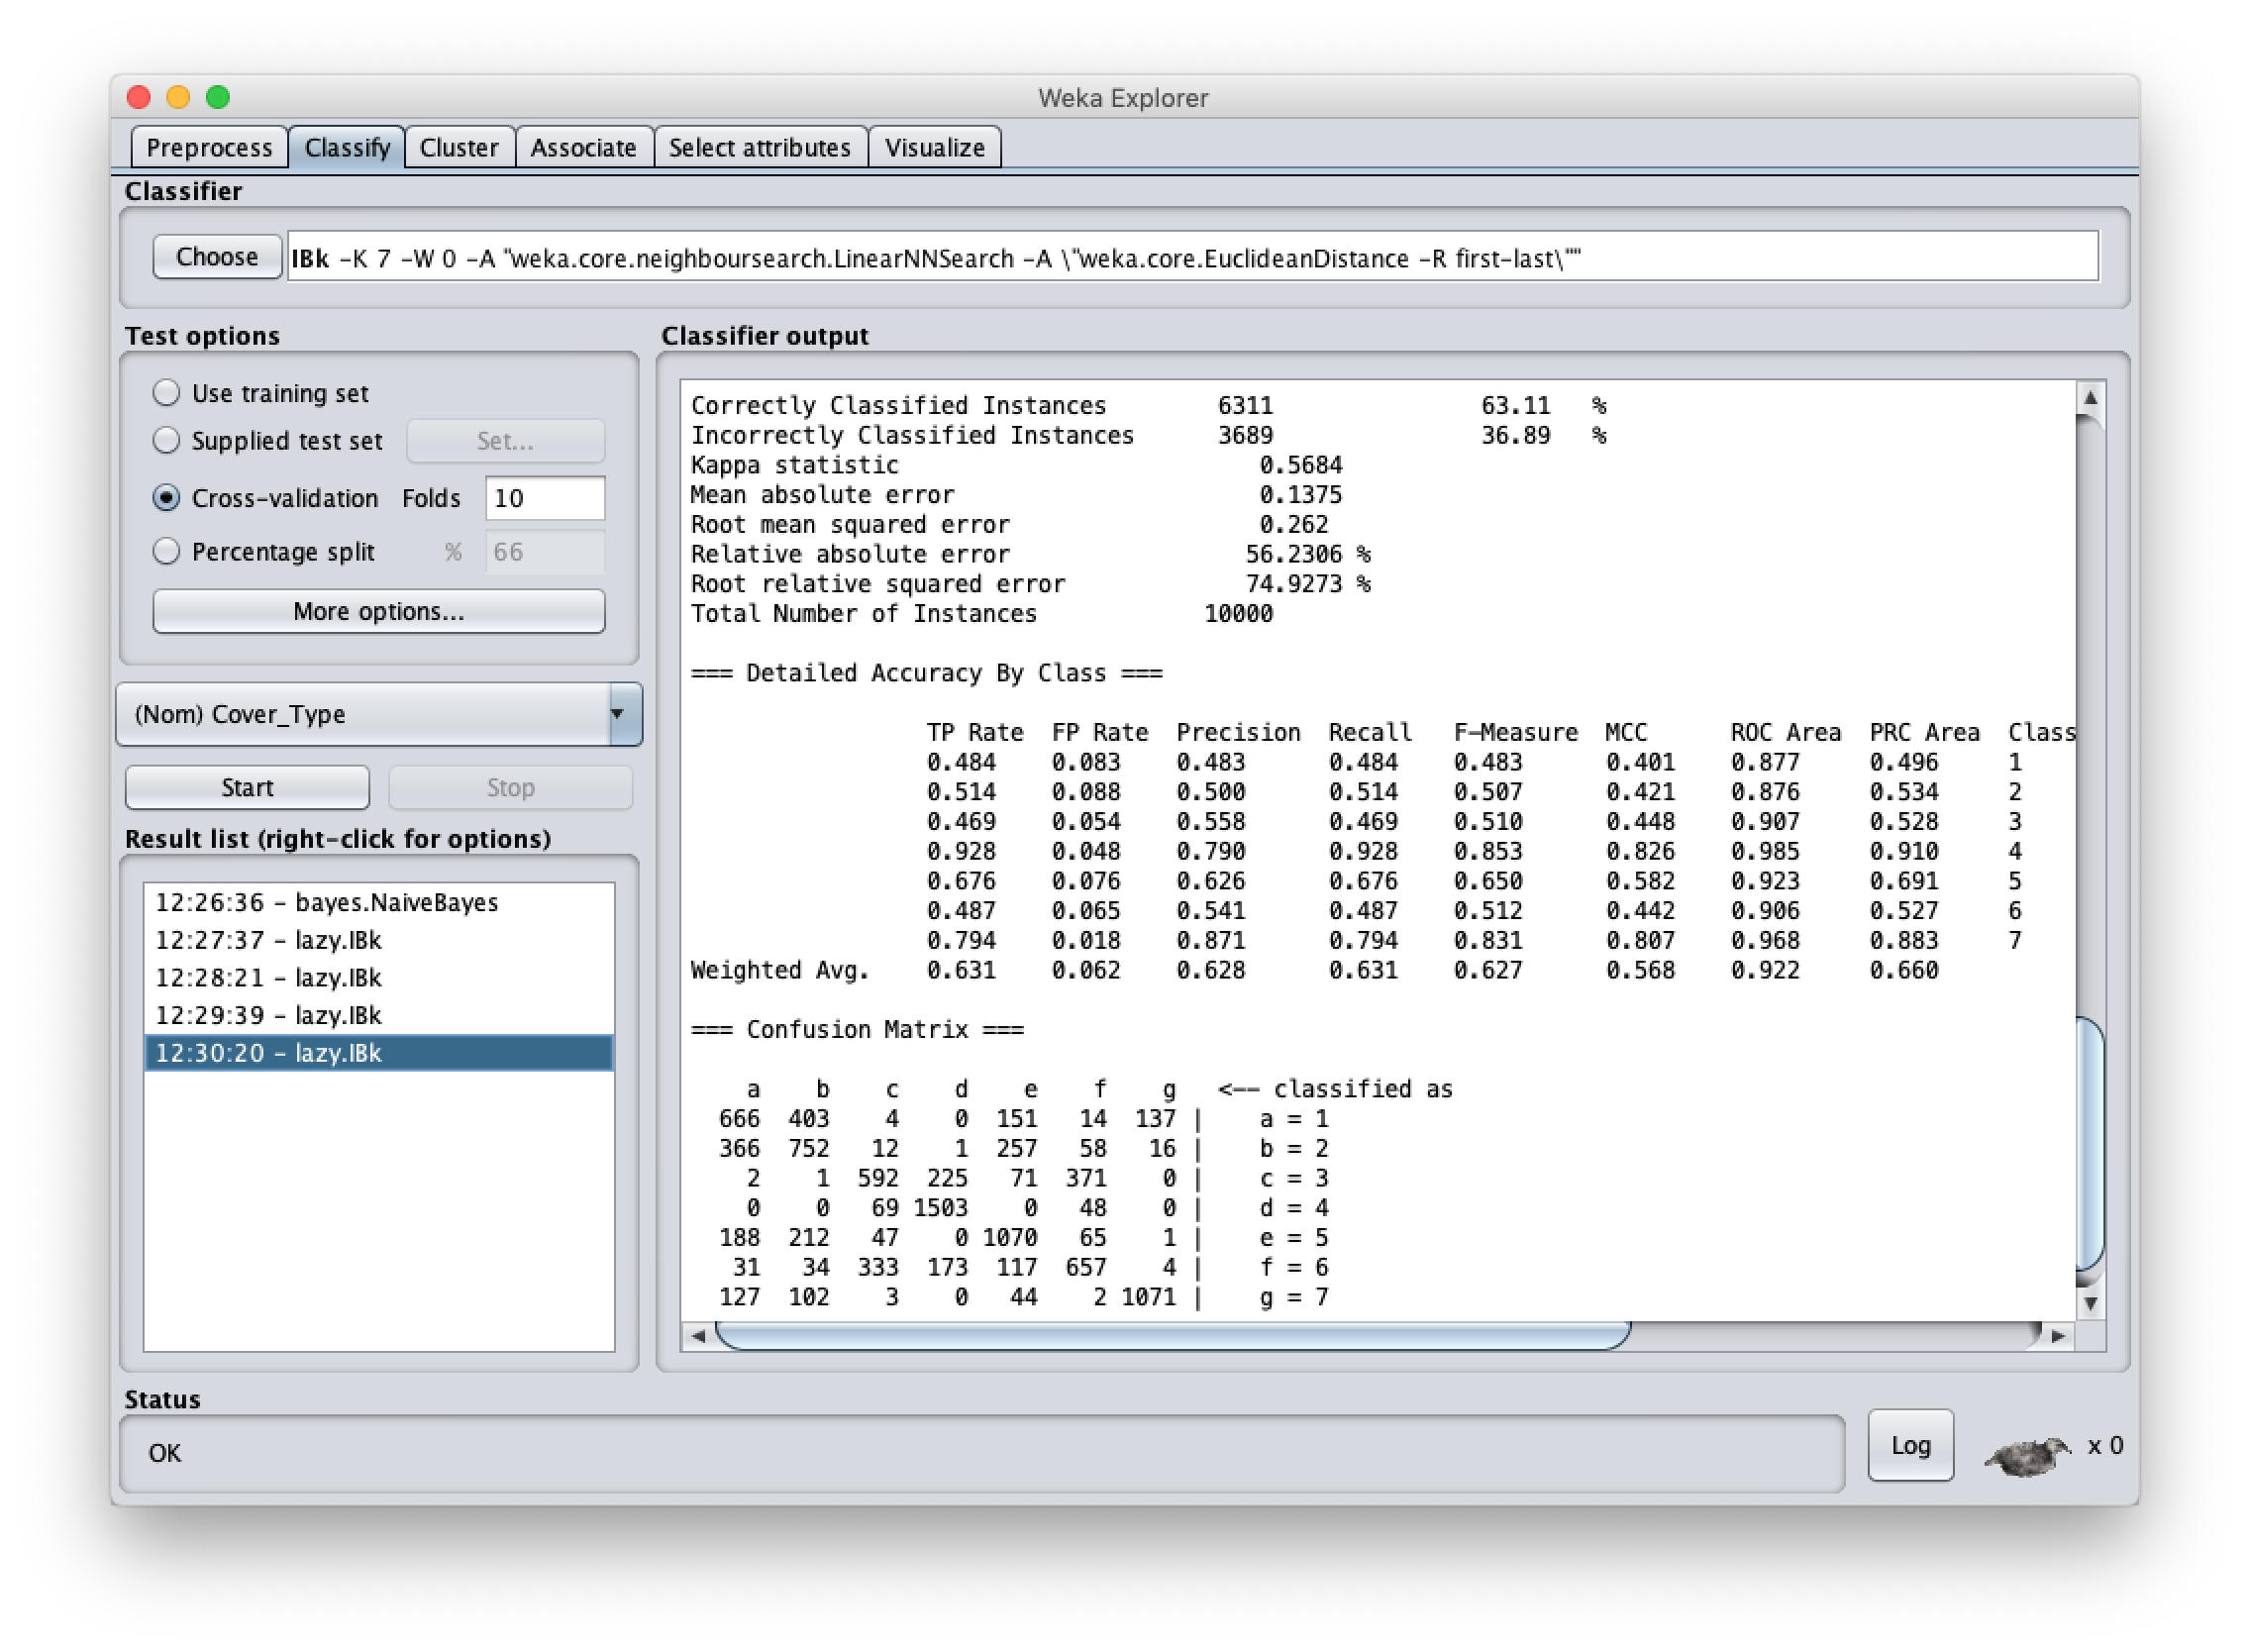 Weka Explorer
Preprocess Classify Cluster Associate Select attributes Visualize
Classifier
Choose IBk -K 7 -W 0 -A "weka.core.neighboursearch.LinearNNSearch -A \"weka.core.EuclideanDistance -R first-last\""
Test options
Use training set
Supplied test set Set...
Cross-validation Folds 10
Percentage split % 66
More options...
(Nom) Cover_Type
Start Stop
Result list (right-click for options)
12:26:36 - bayes.NaiveBayes
12:27:37 - lazy.IBk
12:28:21 - lazy.IBk
12:29:39 - lazy.IBk
12:30:20 - lazy.IBk
Classifier output
Correctly Classified Instances 6311 63.11 %
Incorrectly Classified Instances 3689 36.89 %
Kappa statistic 0.5684
Mean absolute error 0.1375
Root mean squared error 0.262
Relative absolute error 56.2306 %
Root relative squared error 74.9273 %
Total Number of Instances 10000
=== Detailed Accuracy By Class ===
TP Rate FP Rate Precision Recall F-Measure MCC ROC Area PRC Area Class
0.484 0.083 0.483 0.484 0.483 0.401 0.877 0.496 1
0.514 0.088 0.500 0.514 0.507 0.421 0.876 0.534 2
0.469 0.054 0.558 0.469 0.510 0.448 0.907 0.528 3
0.928 0.048 0.790 0.928 0.853 0.826 0.985 0.910 4
0.676 0.076 0.626 0.676 0.650 0.582 0.923 0.691 5
0.487 0.065 0.541 0.487 0.512 0.442 0.906 0.527 6
0.794 0.018 0.871 0.794 0.831 0.807 0.968 0.883 7
Weighted Avg. 0.631 0.062 0.628 0.631 0.627 0.568 0.922 0.660
=== Confusion Matrix ===
a b c d e f g <-- classified as
666 403 4 0 151 14 137 | a = 1
366 752 12 1 257 58 16 | b = 2
2 1 592 225 71 371 0 | c = 3
0 0 69 1503 0 48 0 | d = 4
188 212 47 0 1070 65 1 | e = 5
31 34 333 173 117 657 4 | f = 6
127 102 3 0 44 2 1071 | g = 7
Status
OK
Log
x 0